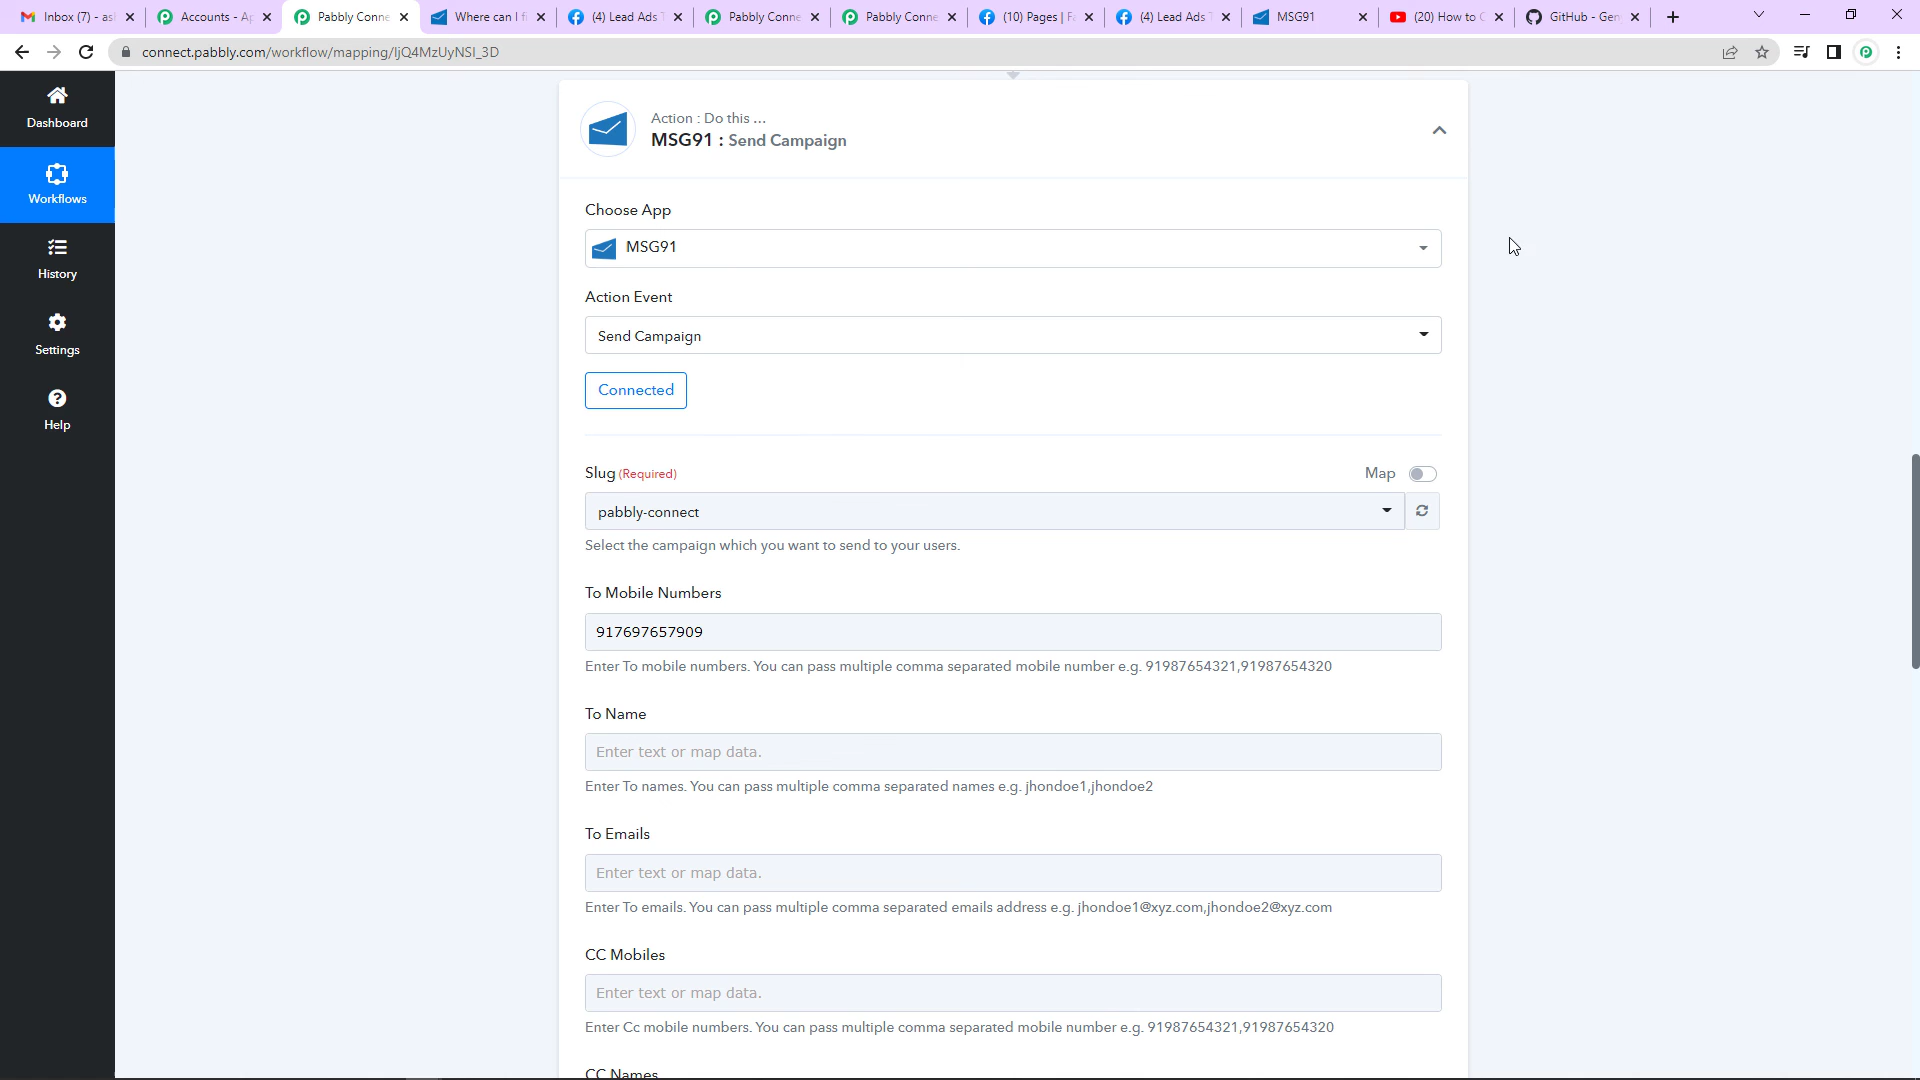 Inbox (7) - as
Accounts - Ap
Pabbly Conne
Where can I fi
(4) Lead Ads T
Pabbly Conne
Pabbly Conne
(10) Pages | Fa
(4) Lead Ads T
MSG91
(20) How to C
GitHub - Gen
connect.pabbly.com/workflow/mapping/IjQ4MzUyNSI_3D
Dashboard
Workflows
History
Settings
Help
Action : Do this ...
MSG91 : Send Campaign
Choose App
MSG91
Action Event
Send Campaign
Connected
Slug (Required)
Map
pabbly-connect
Select the campaign which you want to send to your users.
To Mobile Numbers
917697657909
Enter To mobile numbers. You can pass multiple comma separated mobile number e.g. 91987654321,91987654320
To Name
Enter text or map data.
Enter To names. You can pass multiple comma separated names e.g. jhondoe1,jhondoe2
To Emails
Enter text or map data.
Enter To emails. You can pass multiple comma separated emails address e.g. jhondoe1@xyz.com,jhondoe2@xyz.com
CC Mobiles
Enter text or map data.
Enter Cc mobile numbers. You can pass multiple comma separated mobile number e.g. 91987654321,91987654320
CC Names